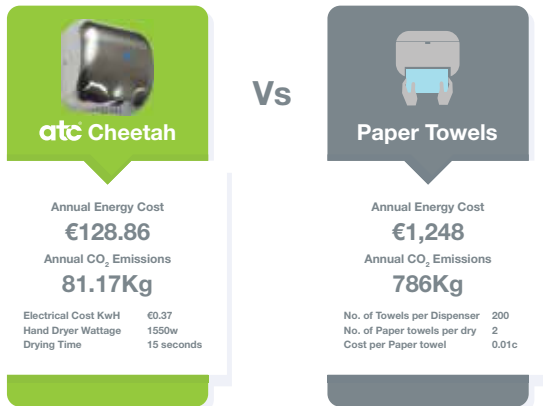 atc Cheetah
Annual Energy Cost
€128.86
Annual CO₂ Emissions
81.17Kg
Electrical Cost KwH €0.37
Hand Dryer Wattage 1550w
Drying Time 15 seconds
Vs
Paper Towels
Annual Energy Cost
€1,248
Annual CO₂ Emissions
786Kg
No. of Towels per Dispenser 200
No. of Paper towels per dry 2
Cost per Paper towel 0.01c